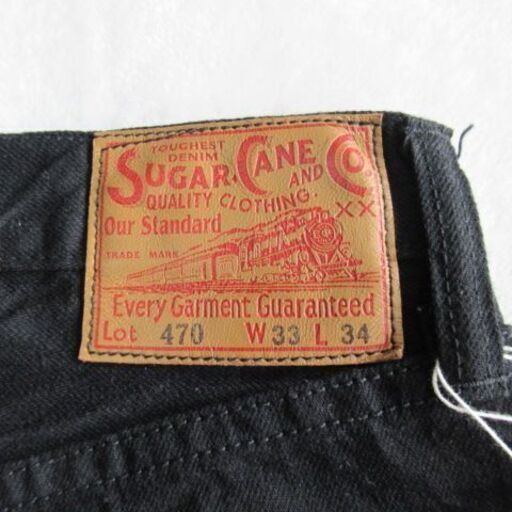 TOUGHEST
DENIM
SUGAR CANE AND Co.
QUALITY CLOTHING.
Our Standard XX
TRADE MARK
Every Garment Guaranteed
Lot 470 W 33 L 34